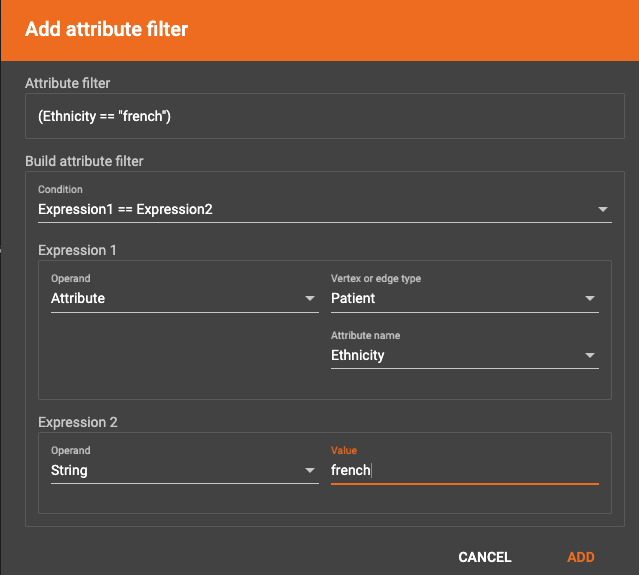 Add attribute filter
Attribute filter
(Ethnicity == "french")
Build attribute filter
Condition
Expression1 == Expression2
Expression 1
Operand
Vertex or edge type
Attribute
Patient
Attribute name
Ethnicity
Expression 2
Operand
Value
String
french
CANCEL
ADD